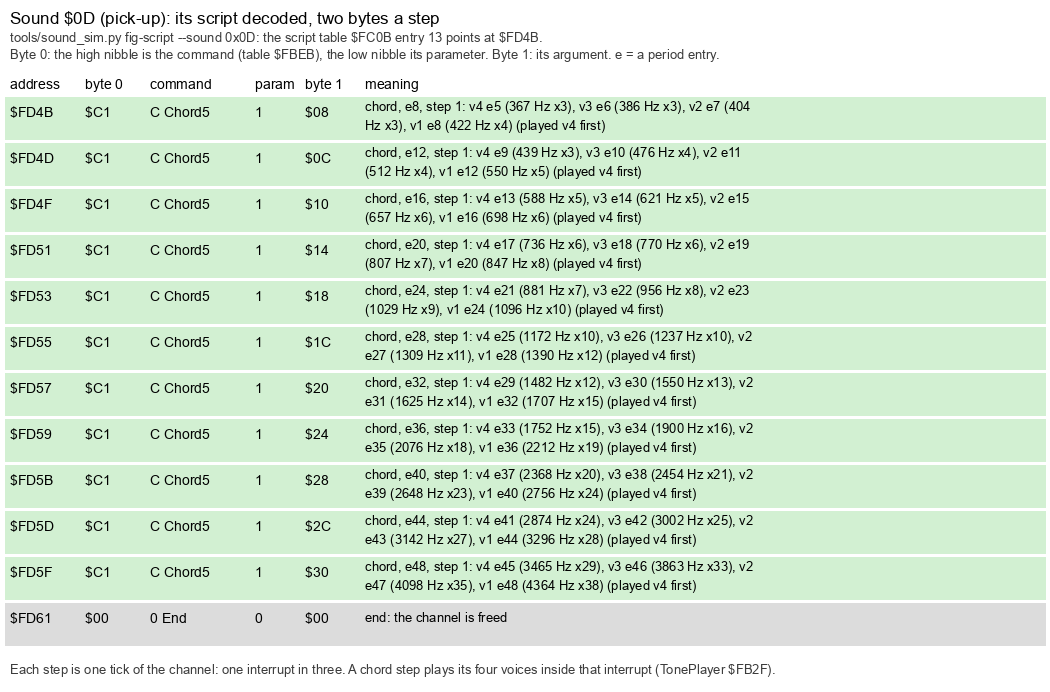 Sound $0D (pick-up): its script decoded, two bytes a step
tools/sound_sim.py fig-script --sound 0x0D: the script table $FC0B entry 13 points at $FD4B.
Byte 0: the high nibble is the command (table $FBEB), the low nibble its parameter. Byte 1: its argument. e = a period entry.
address byte 0 command param byte 1 meaning
$FD4B $C1 C Chord5 1 $08 chord, e8, step 1: v4 e5 (367 Hz x3), v3 e6 (386 Hz x3), v2 e7 (404
Hz x3), v1 e8 (422 Hz x4) (played v4 first)
$FD4D $C1 C Chord5 1 $0C chord, e12, step 1: v4 e9 (439 Hz x3), v3 e10 (476 Hz x4), v2 e11
(512 Hz x4), v1 e12 (550 Hz x5) (played v4 first)
$FD4F $C1 C Chord5 1 $10 chord, e16, step 1: v4 e13 (588 Hz x5), v3 e14 (621 Hz x5), v2 e15
(657 Hz x6), v1 e16 (698 Hz x6) (played v4 first)
$FD51 $C1 C Chord5 1 $14 chord, e20, step 1: v4 e17 (736 Hz x6), v3 e18 (770 Hz x6), v2 e19
(807 Hz x7), v1 e20 (847 Hz x8) (played v4 first)
$FD53 $C1 C Chord5 1 $18 chord, e24, step 1: v4 e21 (881 Hz x7), v3 e22 (956 Hz x8), v2 e23
(1029 Hz x9), v1 e24 (1096 Hz x10) (played v4 first)
$FD55 $C1 C Chord5 1 $1C chord, e28, step 1: v4 e25 (1172 Hz x10), v3 e26 (1237 Hz x10), v2
e27 (1309 Hz x11), v1 e28 (1390 Hz x12) (played v4 first)
$FD57 $C1 C Chord5 1 $20 chord, e32, step 1: v4 e29 (1482 Hz x12), v3 e30 (1550 Hz x13), v2
e31 (1625 Hz x14), v1 e32 (1707 Hz x15) (played v4 first)
$FD59 $C1 C Chord5 1 $24 chord, e36, step 1: v4 e33 (1752 Hz x15), v3 e34 (1900 Hz x16), v2
e35 (2076 Hz x18), v1 e36 (2212 Hz x19) (played v4 first)
$FD5B $C1 C Chord5 1 $28 chord, e40, step 1: v4 e37 (2368 Hz x20), v3 e38 (2454 Hz x21), v2
e39 (2648 Hz x23), v1 e40 (2756 Hz x24) (played v4 first)
$FD5D $C1 C Chord5 1 $2C chord, e44, step 1: v4 e41 (2874 Hz x24), v3 e42 (3002 Hz x25), v2
e43 (3142 Hz x27), v1 e44 (3296 Hz x28) (played v4 first)
$FD5F $C1 C Chord5 1 $30 chord, e48, step 1: v4 e45 (3465 Hz x29), v3 e46 (3863 Hz x33), v2
e47 (4098 Hz x35), v1 e48 (4364 Hz x38) (played v4 first)
$FD61 $00 0 End 0 $00 end: the channel is freed
Each step is one tick of the channel: one interrupt in three. A chord step plays its four voices inside that interrupt (TonePlayer $FB2F).